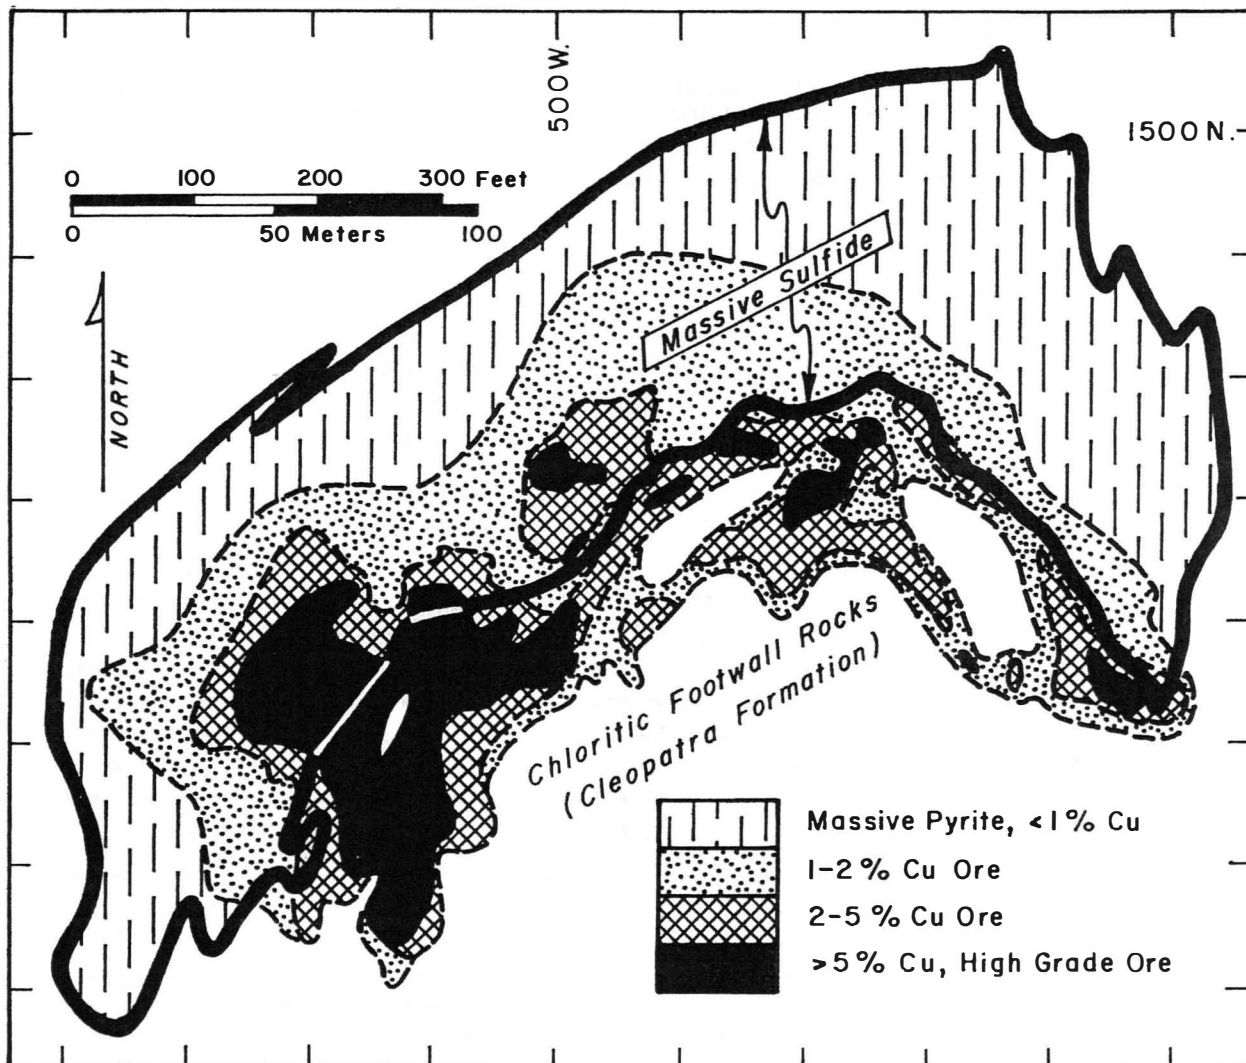 500W.
1500N.
0 100 200 300 Feet
0 50 Meters 100
NORTH
Massive Sulfide
Chloritic Footwall Rocks
(Cleopatra Formation)
Massive Pyrite, <1% Cu
1-2% Cu Ore
2-5% Cu Ore
>5% Cu, High Grade Ore